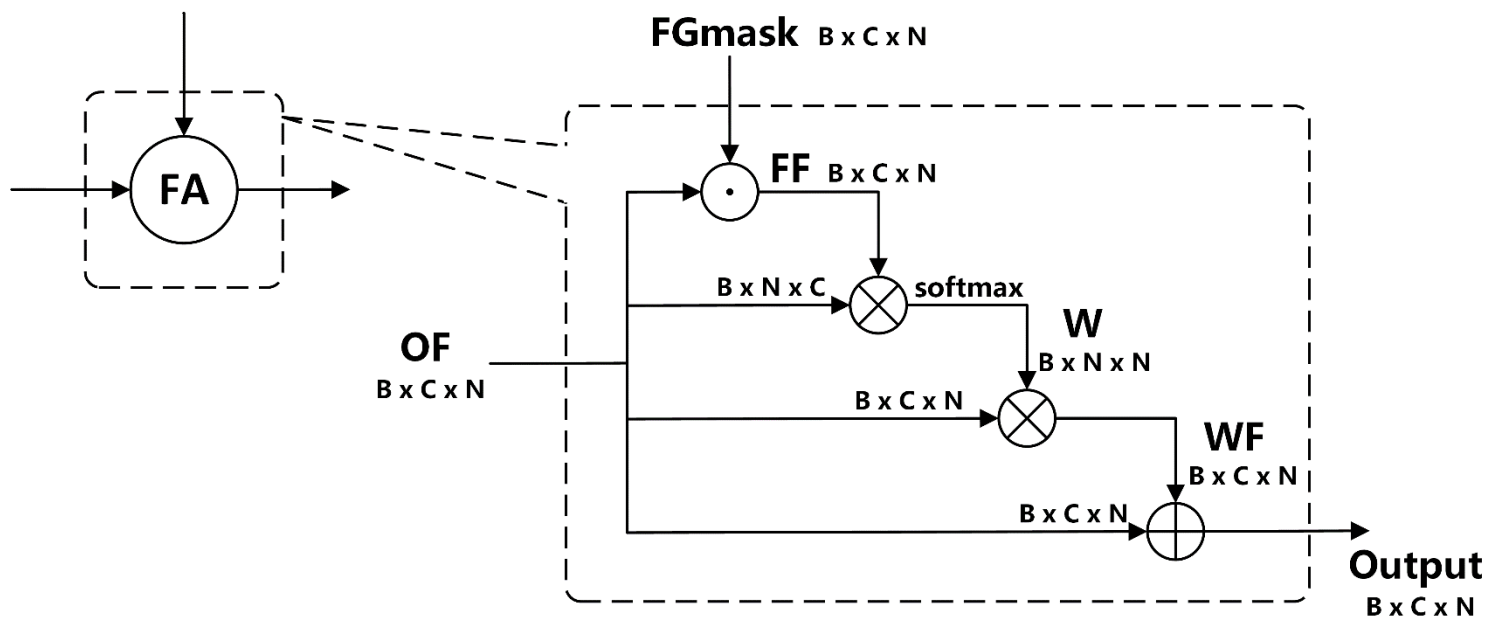 FGmask B x C x N
FA
FF B x C x N
B x N x C
softmax
OF
B x C x N
W
B x N x N
B x C x N
WF
B x C x N
B x C x N
Output
B x C x N